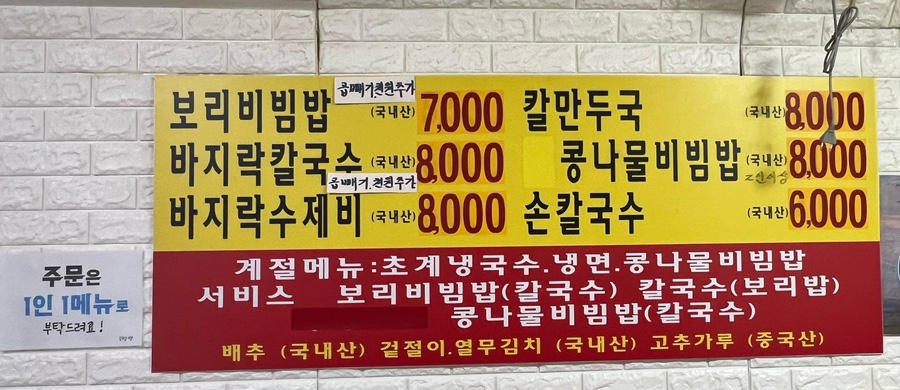 곱빼기.천원추가
보리비빔밥 (국내산) 7,000 칼만두국 (국내산) 8,000
바지락칼국수 (국내산) 8,000 콩나물비빔밥 (국내산) 8,000
2인이상
곱빼기.천원추가
바지락수제비 (국내산) 8,000 손칼국수 (국내산) 6,000
계절메뉴:초계냉국수.냉면.콩나물비빔밥
서비스 보리비빔밥(칼국수) 칼국수(보리밥)
콩나물비빔밥(칼국수)
배추 (국내산) 겉절이.열무김치 (국내산) 고추가루 (중국산)
주문은
1인 1메뉴로
부탁드려요!